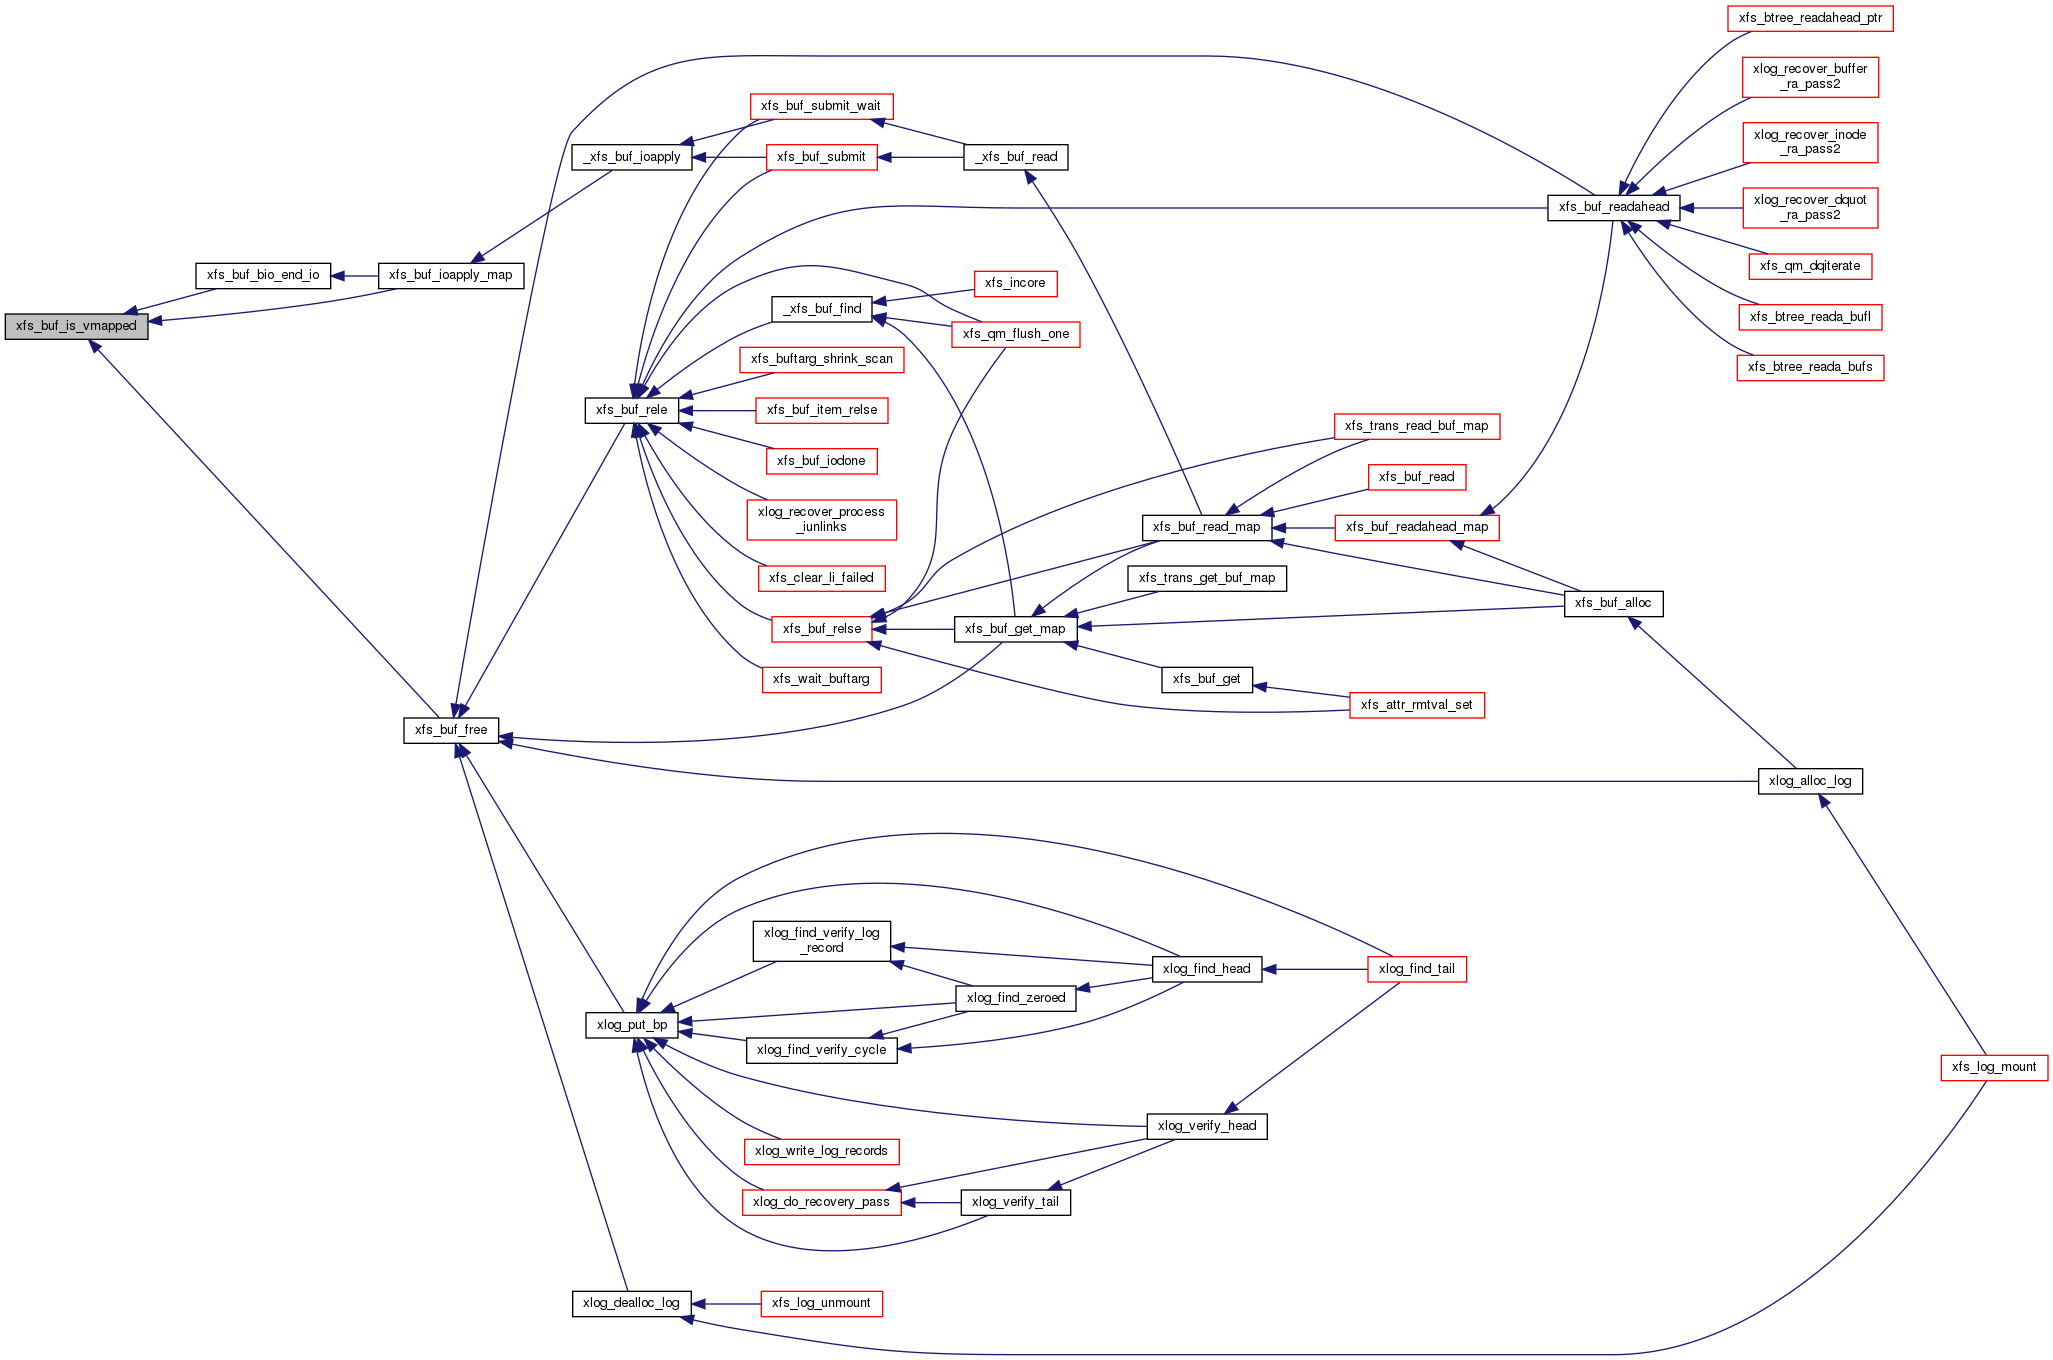 xfs_btree_readahead_ptr
xlog_recover_buffer
_ra_pass2
xfs_buf_submit_wait
xlog_recover_inode
_ra_pass2
_xfs_buf_ioapply
xfs_buf_submit
_xfs_buf_read
xfs_buf_readahead
xlog_recover_dquot
_ra_pass2
xfs_qm_dqiterate
xfs_buf_bio_end_io
xfs_buf_ioapply_map
xfs_incore
_xfs_buf_find
xfs_btree_reada_bufl
xfs_buf_is_vmapped
xfs_qm_flush_one
xfs_buftarg_shrink_scan
xfs_btree_reada_bufs
xfs_buf_rele
xfs_buf_item_relse
xfs_trans_read_buf_map
xfs_buf_iodone
xfs_buf_read
xlog_recover_process
_iunlinks
xfs_buf_read_map
xfs_buf_readahead_map
xfs_clear_li_failed
xfs_trans_get_buf_map
xfs_buf_alloc
xfs_buf_relse
xfs_buf_get_map
xfs_wait_buftarg
xfs_buf_get
xfs_attr_rmtval_set
xfs_buf_free
xlog_alloc_log
xlog_find_verify_log
_record
xlog_find_head
xlog_find_tail
xlog_find_zeroed
xlog_put_bp
xlog_find_verify_cycle
xfs_log_mount
xlog_verify_head
xlog_write_log_records
xlog_do_recovery_pass
xlog_verify_tail
xlog_dealloc_log
xfs_log_unmount